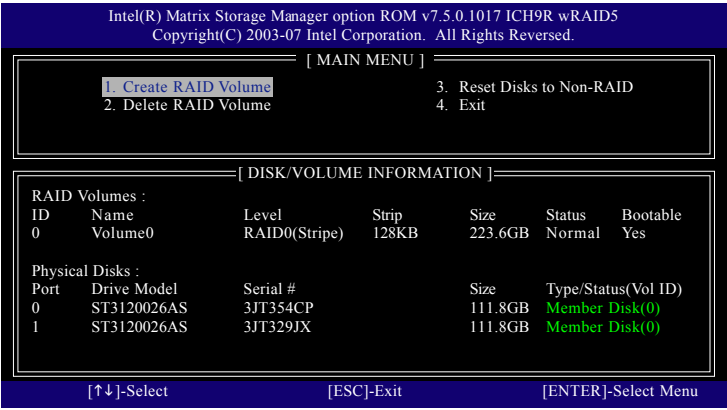 Intel(R) Matrix Storage Manager option ROM v7.5.0.1017 ICH9R wRAID5
Copyright(C) 2003-07 Intel Corporation. All Rights Reversed.
[ MAIN MENU ]
1. Create RAID Volume 3. Reset Disks to Non-RAID
2. Delete RAID Volume 4. Exit
[ DISK/VOLUME INFORMATION ]
RAID Volumes :
ID Name Level Strip Size Status Bootable
0 Volume0 RAID0(Stripe) 128KB 223.6GB Normal Yes
Physical Disks :
Port Drive Model Serial # Size Type/Status(Vol ID)
0 ST3120026AS 3JT354CP 111.8GB Member Disk(0)
1 ST3120026AS 3JT329JX 111.8GB Member Disk(0)
[↑↓]-Select [ESC]-Exit [ENTER]-Select Menu